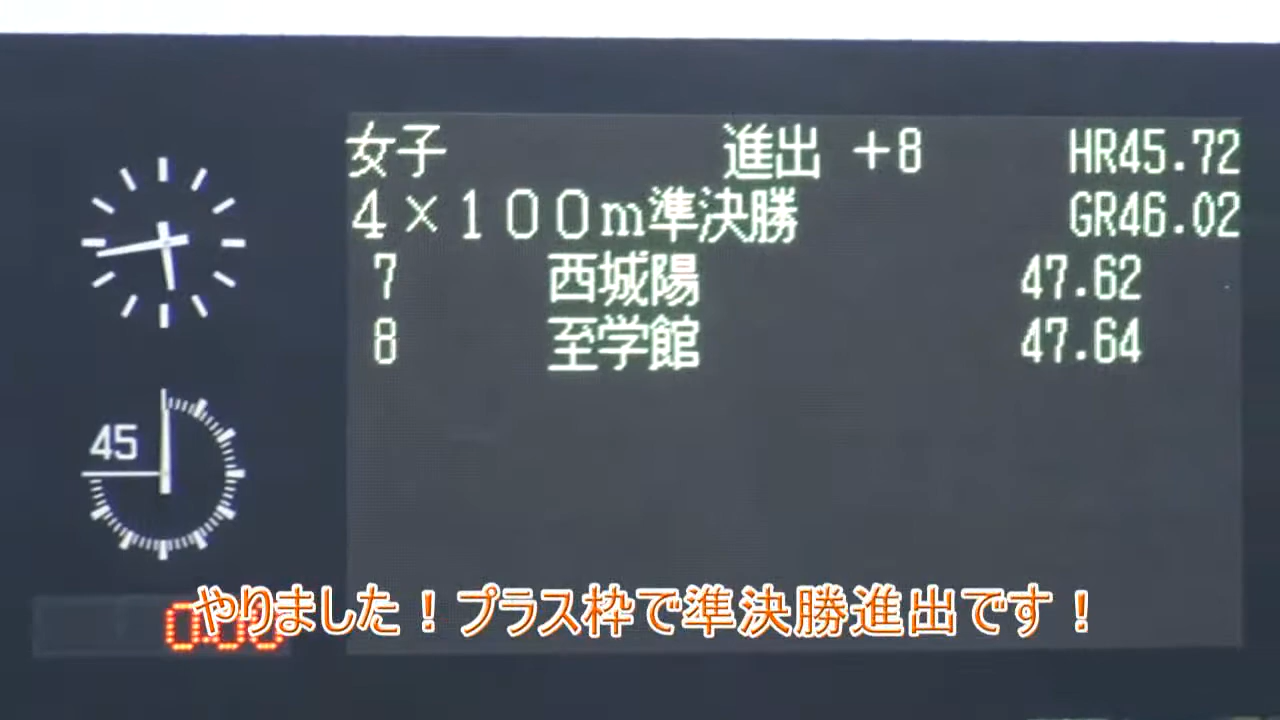 女子 進出 +8 HR45.72
4×100m準決勝 GR46.02
7 西城陽 47.62
8 至学館 47.64
45
やりました!プラス枠で準決勝進出です!